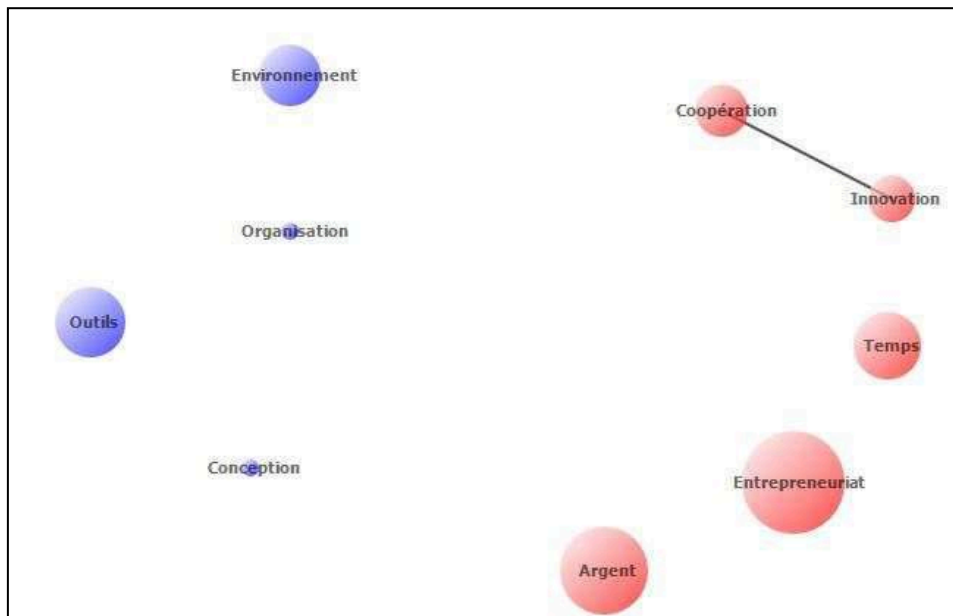 Environnement
Coopération
Innovation
Organisation
Outils
Temps
Conception
Entrepreneuriat
Argent